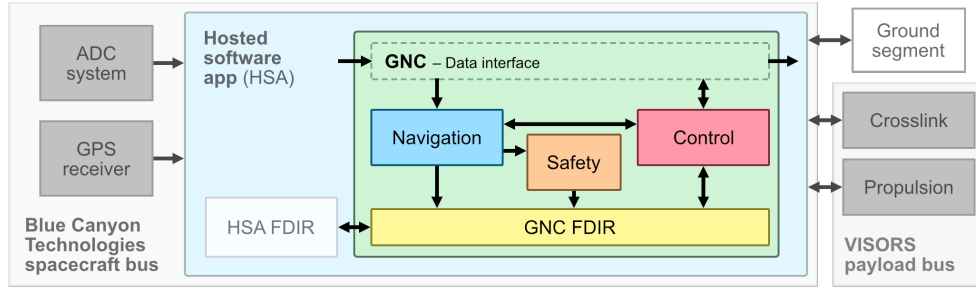 ADC
system
GPS
receiver
Blue Canyon
Technologies
spacecraft bus
Hosted
software
app (HSA)
HSA FDIR
GNC – Data interface
Navigation
Safety
Control
GNC FDIR
Ground
segment
Crosslink
Propulsion
VISORS
payload bus